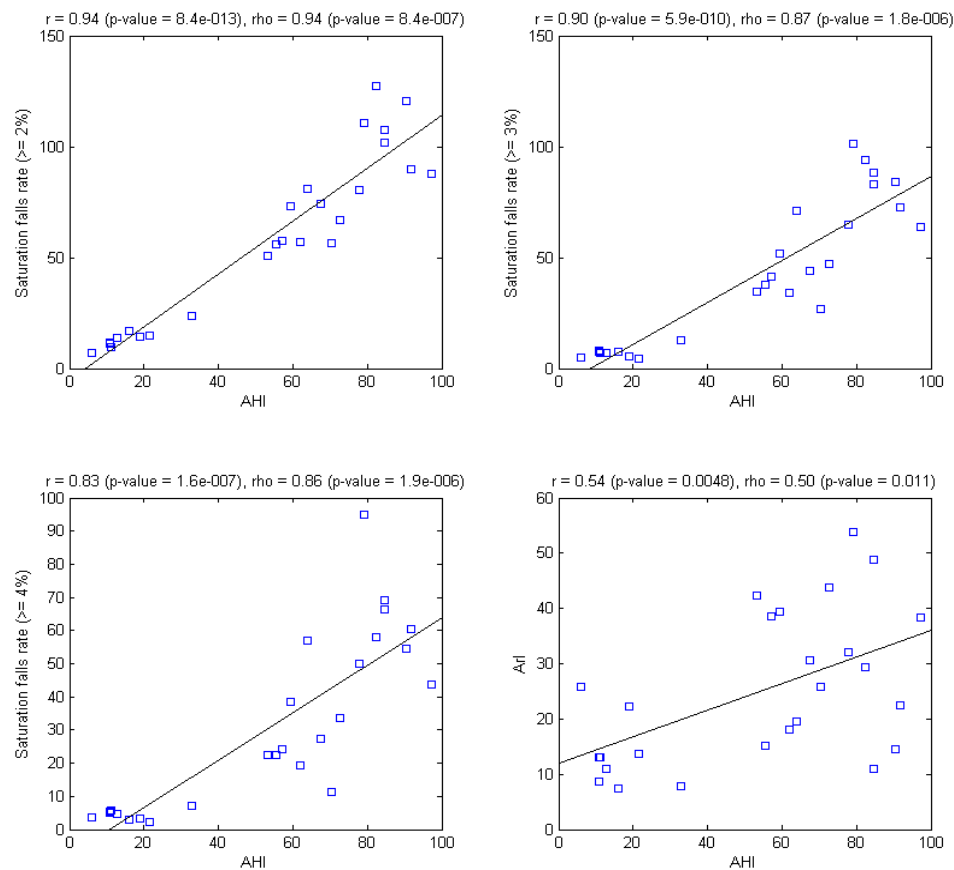 r = 0.94 (p-value = 8.4e-013), rho = 0.94 (p-value = 8.4e-007)
150
100
50
0
Saturation falls rate (>= 2%)
0 20 40 60 80 100
AHI
r = 0.90 (p-value = 5.9e-010), rho = 0.87 (p-value = 1.8e-006)
150
100
50
0
Saturation falls rate (>= 3%)
0 20 40 60 80 100
AHI
r = 0.83 (p-value = 1.6e-007), rho = 0.86 (p-value = 1.9e-006)
100
90
80
70
60
50
40
30
20
10
0
Saturation falls rate (>= 4%)
0 20 40 60 80 100
AHI
r = 0.54 (p-value = 0.0048), rho = 0.50 (p-value = 0.011)
60
50
40
30
20
10
0
ArI
0 20 40 60 80 100
AHI